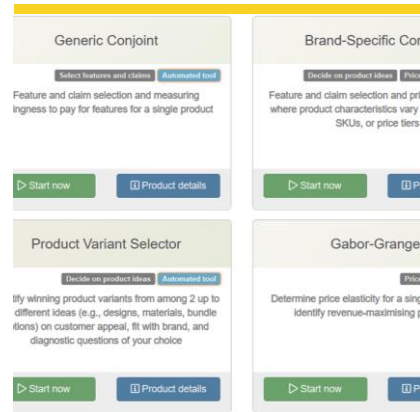 Generic Conjoint
Select features and claims Automated tool
Feature and claim selection and measuring
ingness to pay for features for a single product
Start now Product details
Brand-Specific Cor
Decide on product ideas Price
Feature and claim selection and pri
where product characteristics vary
SKUs, or price tiers
Start now P
Product Variant Selector
Decide on product ideas Automated tool
tify winning product variants from among 2 up to
different ideas (e.g., designs, materials, bundle
tions) on customer appeal, fit with brand, and
diagnostic questions of your choice
Start now Product details
Gabor-Grange
Price
Determine price elasticity for a sing
identify revenue-maximising p
Start now P